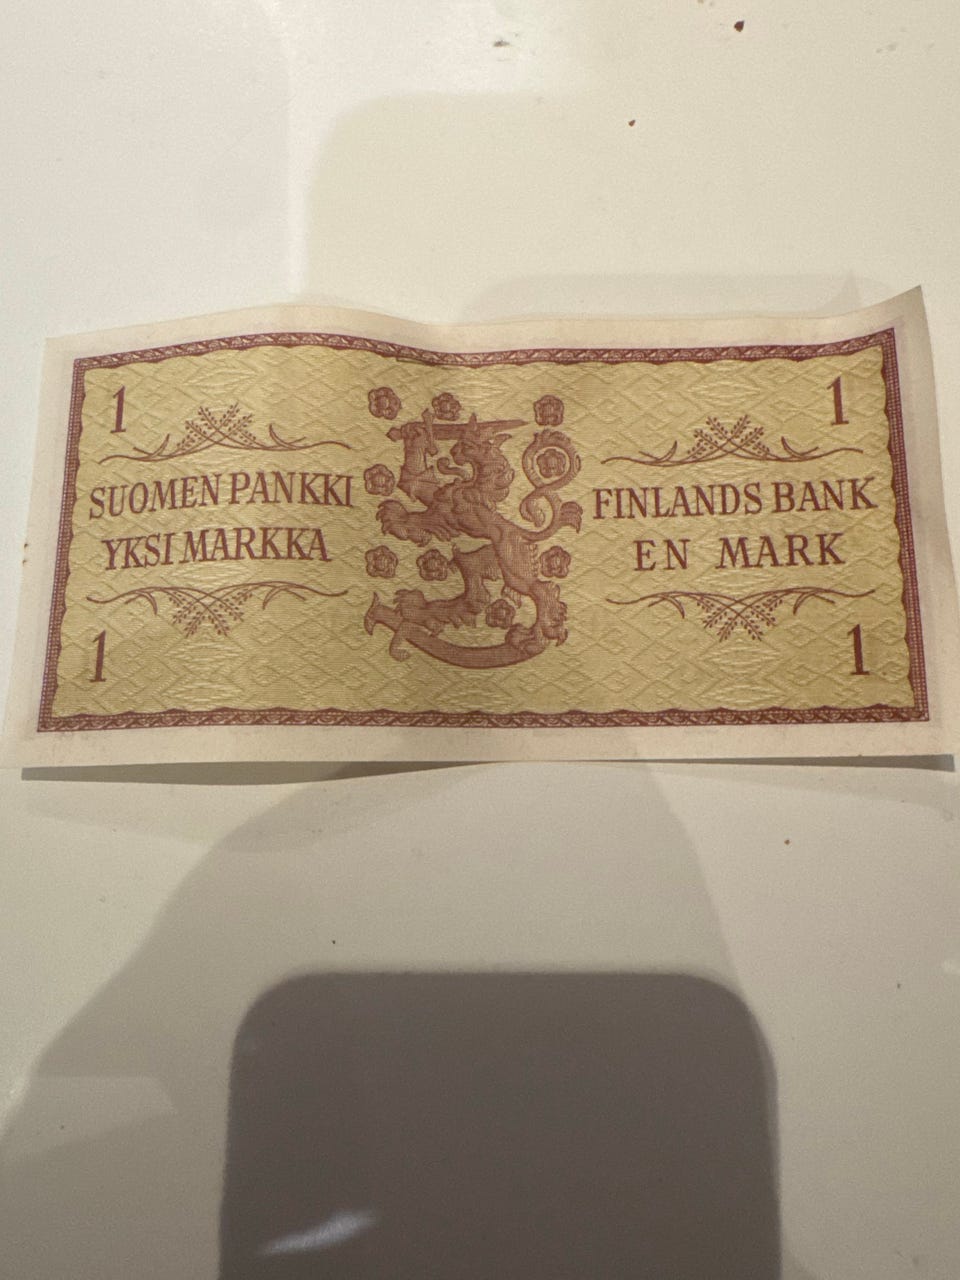 1 1
SUOMEN PANKKI
YKSI MARKKA
FINLANDS BANK
EN MARK
1 1